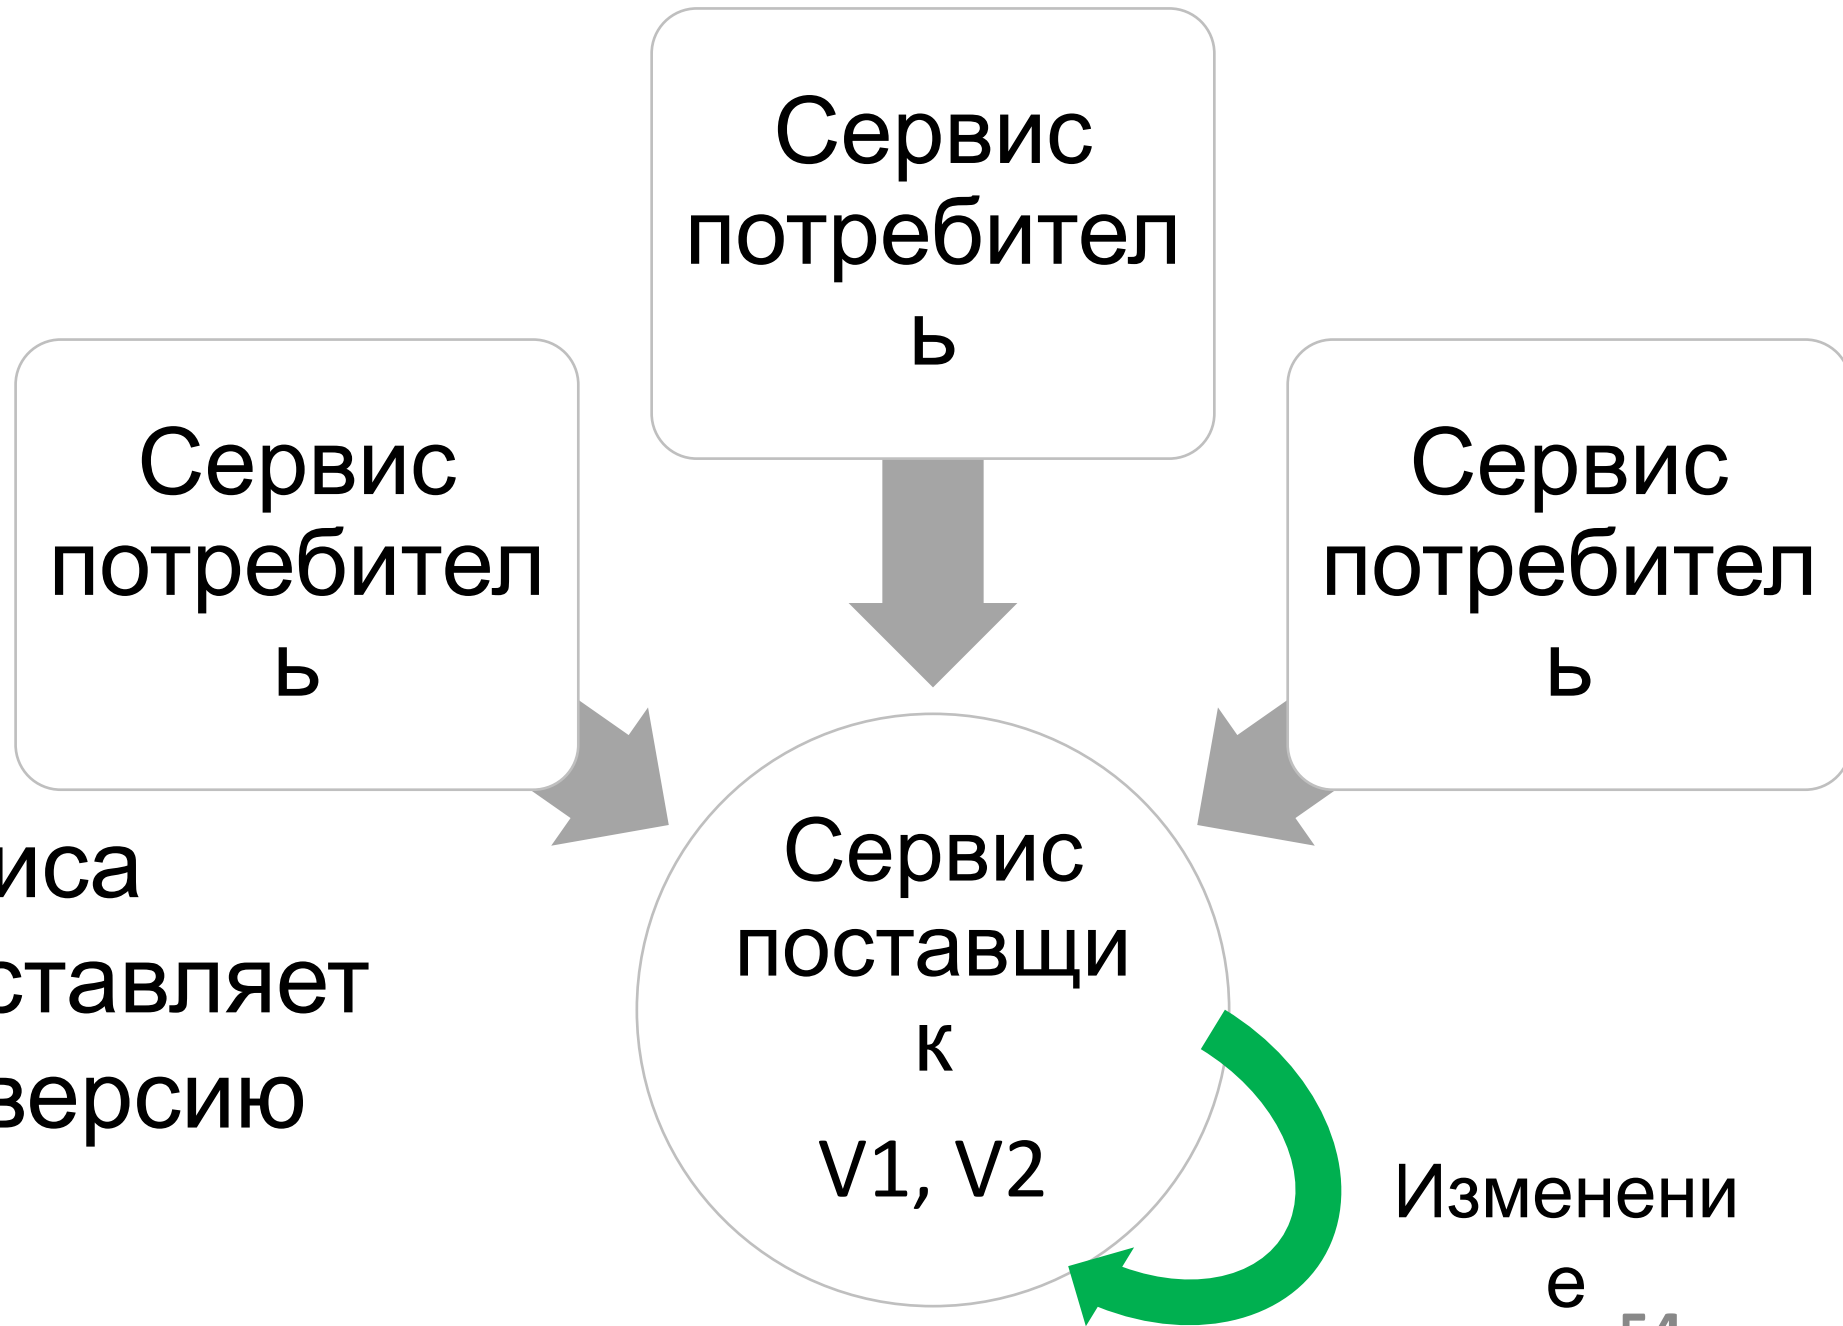 Сервис
потребител
ь
Сервис
потребител
ь
Сервис
потребител
ь
иса
ставляет
версию
Сервис
поставщи
к
V1, V2
Изменени
е